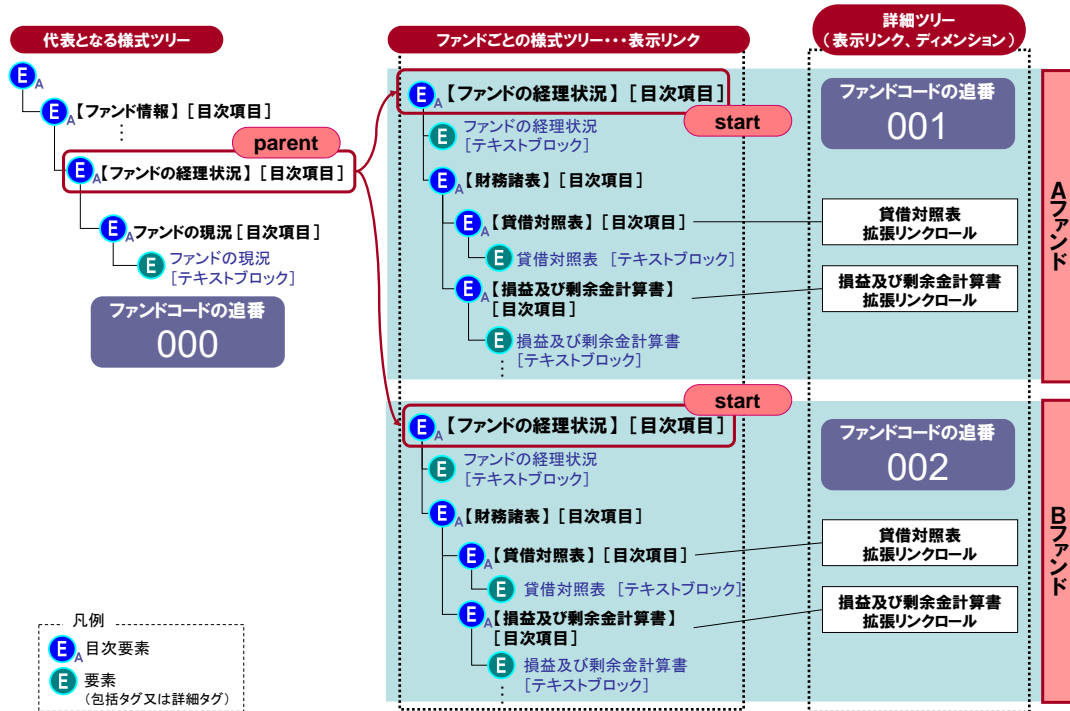 代表となる様式ツリー
E A
E A 【ファンド情報】［目次項目］
⋮
parent
E A 【ファンドの経理状況】［目次項目］
E A ファンドの現況［目次項目］
E ファンドの現況
［テキストブロック］
ファンドコードの追番
000
凡例
E A 目次要素
E 要素
（包括タグ又は詳細タグ）
ファンドごとの様式ツリー・・・表示リンク
E A 【ファンドの経理状況】［目次項目］
start
E ファンドの経理状況
［テキストブロック］
E A 【財務諸表】［目次項目］
E A 【貸借対照表】［目次項目］
E 貸借対照表 ［テキストブロック］
E A 【損益及び剰余金計算書】
［目次項目］
E 損益及び剰余金計算書
［テキストブロック］
⋮
start
E A 【ファンドの経理状況】［目次項目］
E ファンドの経理状況
［テキストブロック］
E A 【財務諸表】［目次項目］
E A 【貸借対照表】［目次項目］
E 貸借対照表 ［テキストブロック］
E A 【損益及び剰余金計算書】
［目次項目］
E 損益及び剰余金計算書
［テキストブロック］
⋮
詳細ツリー
（表示リンク、ディメンション）
ファンドコードの追番
001
貸借対照表
拡張リンクロール
損益及び剰余金計算書
拡張リンクロール
Aファンド
ファンドコードの追番
002
貸借対照表
拡張リンクロール
損益及び剰余金計算書
拡張リンクロール
Bファンド